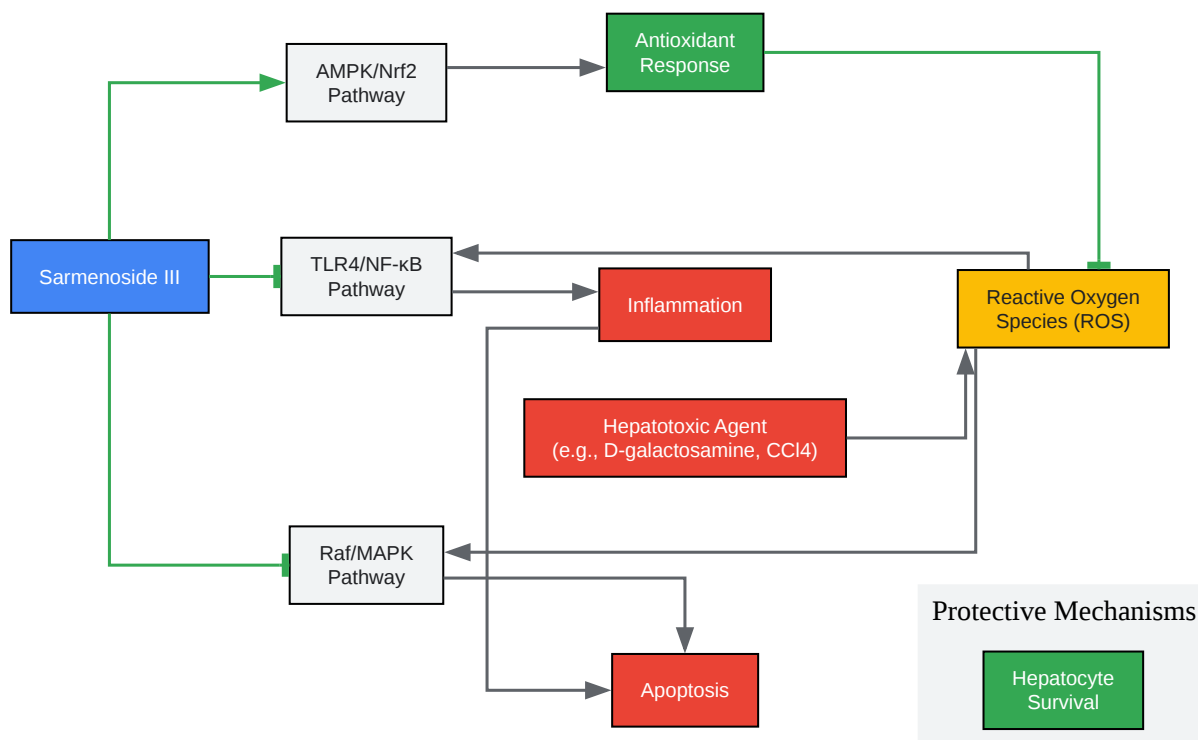 Antioxidant
Response
AMPK/Nrf2
Pathway
Sarmenoside III
TLR4/NF-κB
Pathway
Inflammation
Reactive Oxygen
Species (ROS)
Hepatotoxic Agent
(e.g., D-galactosamine, CCl4)
Raf/MAPK
Pathway
Apoptosis
Protective Mechanisms
Hepatocyte
Survival